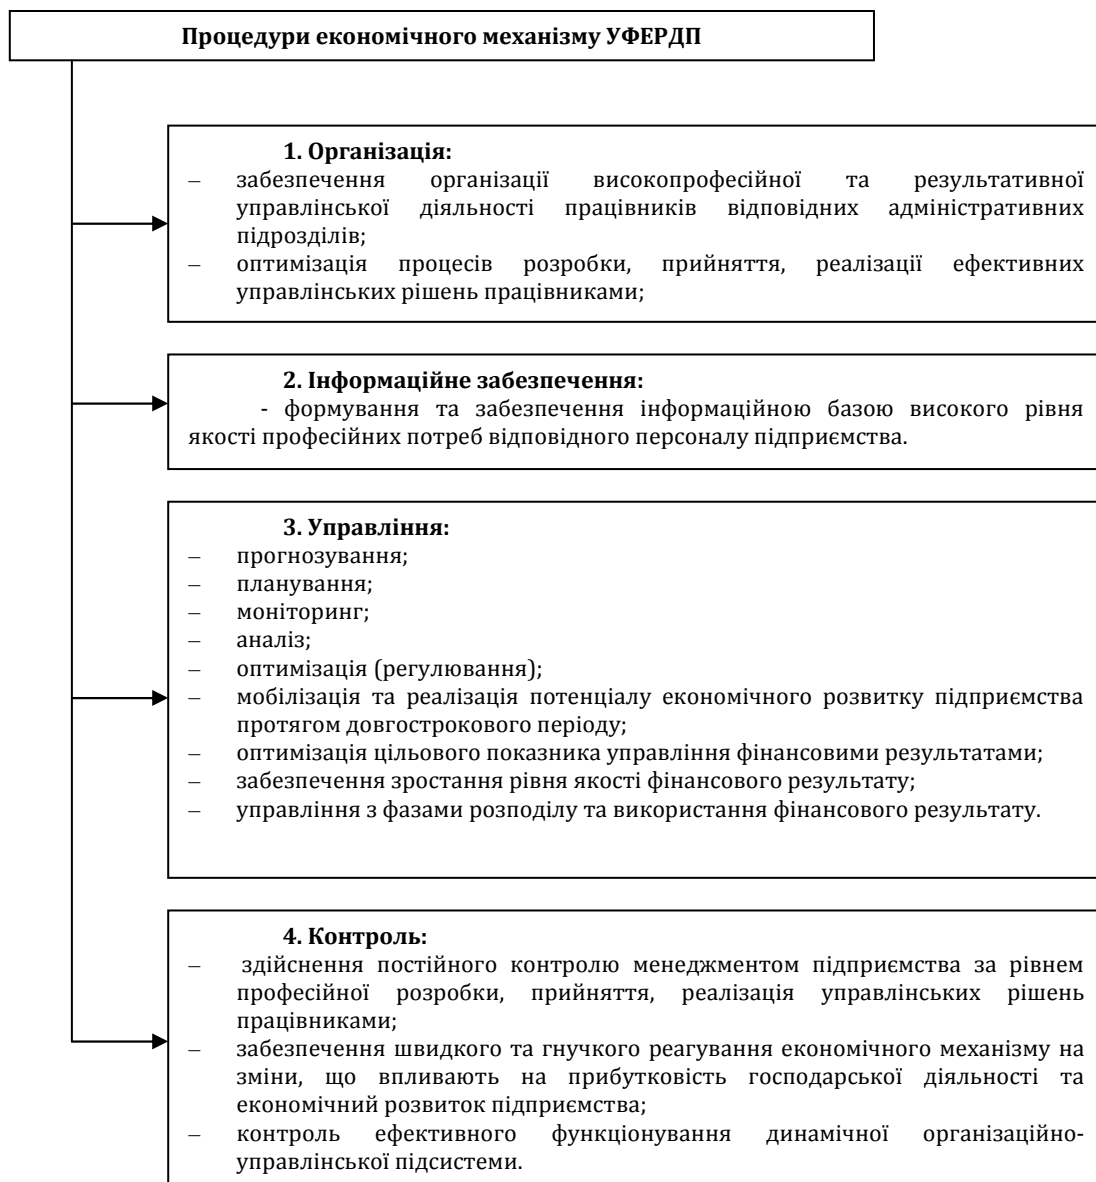 Процедури економічного механізму УФЕРДП
1. Організація:
– забезпечення організації високопрофесійної та результативної
управлінської діяльності працівників відповідних адміністративних
підрозділів;
– оптимізація процесів розробки, прийняття, реалізації ефективних
управлінських рішень працівниками;
2. Інформаційне забезпечення:
- формування та забезпечення інформаційною базою високого рівня
якості професійних потреб відповідного персоналу підприємства.
3. Управління:
– прогнозування;
– планування;
– моніторинг;
– аналіз;
– оптимізація (регулювання);
– мобілізація та реалізація потенціалу економічного розвитку підприємства
протягом довгострокового періоду;
– оптимізація цільового показника управління фінансовими результатами;
– забезпечення зростання рівня якості фінансового результату;
– управління з фазами розподілу та використання фінансового результату.
4. Контроль:
– здійснення постійного контролю менеджментом підприємства за рівнем
професійної розробки, прийняття, реалізація управлінських рішень
працівниками;
– забезпечення швидкого та гнучкого реагування економічного механізму на
зміни, що впливають на прибутковість господарської діяльності та
економічний розвиток підприємства;
– контроль ефективного функціонування динамічної організаційно-
управлінської підсистеми.